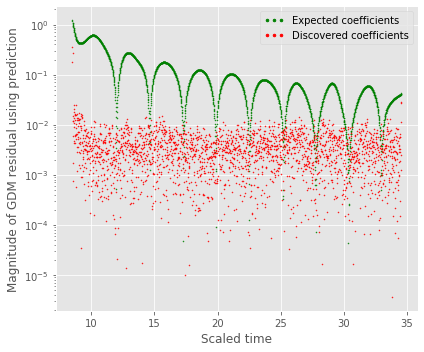 Expected coefficients
Discovered coefficients
Magnitude of GDM residual using prediction
10⁰
10⁻¹
10⁻²
10⁻³
10⁻⁴
10⁻⁵
10 15 20 25 30 35
Scaled time